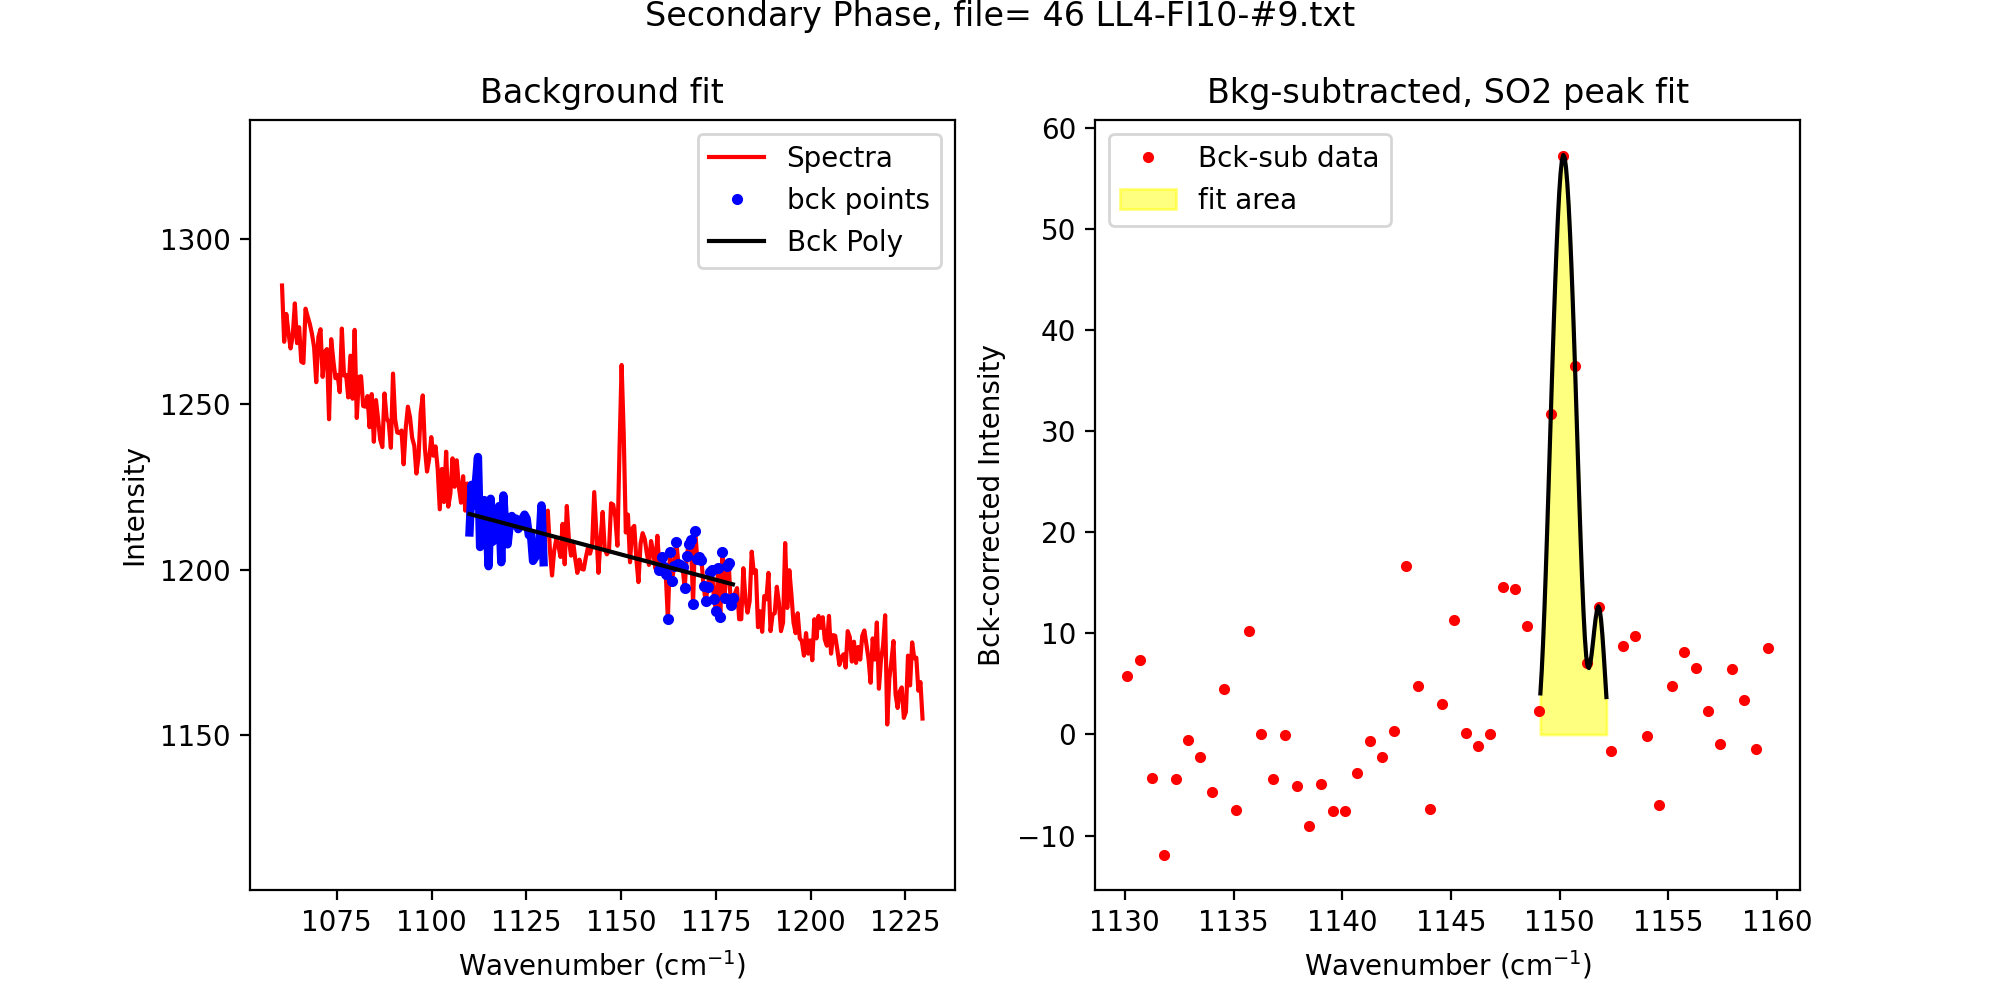 Secondary Phase, file= 46 LL4-FI10-#9.txt
Background fit
Spectra
bck points
Bck Poly
1300
1250
1200
1150
Intensity
1075 1100 1125 1150 1175 1200 1225
Wavenumber (cm⁻¹)
Bkg-subtracted, SO2 peak fit
Bck-sub data
fit area
60
50
40
30
20
10
0
−10
Bck-corrected Intensity
1130 1135 1140 1145 1150 1155 1160
Wavenumber (cm⁻¹)